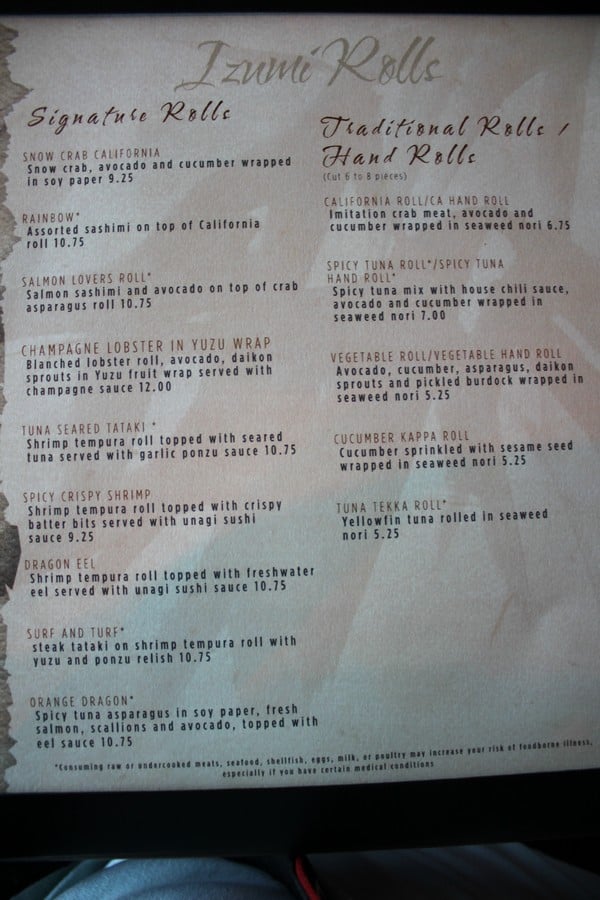 Izumi Rolls
Signature Rolls
SNOW CRAB CALIFORNIA
Snow crab, avocado and cucumber wrapped
in soy paper 9.25
RAINBOW*
Assorted sashimi on top of California
roll 10.75
SALMON LOVERS ROLL*
Salmon sashimi and avocado on top of crab
asparagus roll 10.75
CHAMPAGNE LOBSTER IN YUZU WRAP
Blanched lobster roll, avocado, daikon
sprouts in Yuzu fruit wrap served with
champagne sauce 12.00
TUNA SEARED TATAKI *
Shrimp tempura roll topped with seared
tuna served with garlic ponzu sauce 10.75
SPICY CRISPY SHRIMP
Shrimp tempura roll topped with crispy
batter bits served with unagi sushi
sauce 9.25
DRAGON EEL
Shrimp tempura roll topped with freshwater
eel served with unagi sushi sauce 10.75
SURF AND TURF*
steak tataki on shrimp tempura roll with
yuzu and ponzu relish 10.75
ORANGE DRAGON*
Spicy tuna asparagus in soy paper, fresh
salmon, scallions and avocado, topped with
eel sauce 10.75
Traditional Rolls /
Hand Rolls
(Cut 6 to 8 pieces)
CALIFORNIA ROLL/CA HAND ROLL
Imitation crab meat, avocado and
cucumber wrapped in seaweed nori 6.75
SPICY TUNA ROLL*/SPICY TUNA
HAND ROLL*
Spicy tuna mix with house chili sauce,
avocado and cucumber wrapped in
seaweed nori 7.00
VEGETABLE ROLL/VEGETABLE HAND ROLL
Avocado, cucumber, asparagus, daikon
sprouts and pickled burdock wrapped in
seaweed nori 5.25
CUCUMBER KAPPA ROLL
Cucumber sprinkled with sesame seed
wrapped in seaweed nori 5.25
TUNA TEKKA ROLL*
Yellowfin tuna rolled in seaweed
nori 5.25
*Consuming raw or undercooked meats, seafood, shellfish, eggs, milk, or poultry may increase your risk of foodborne illness,
especially if you have certain medical conditions